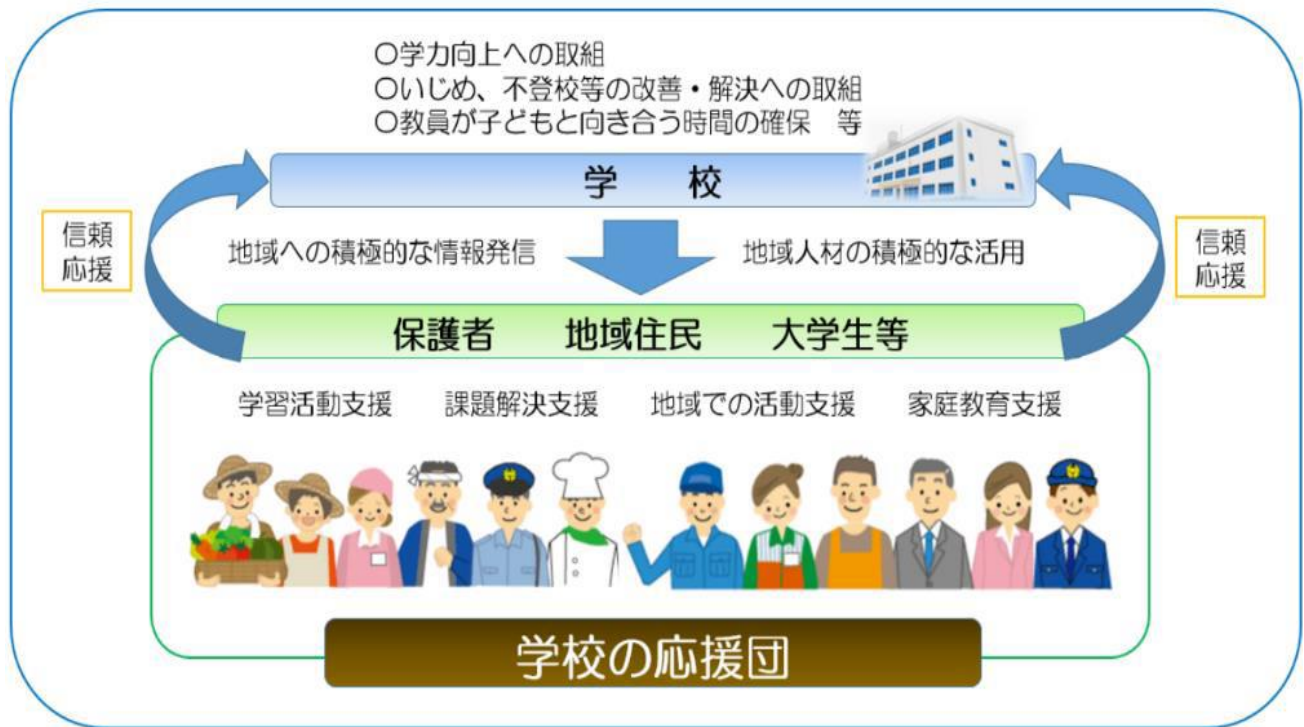 ○学力向上への取組
○いじめ、不登校等の改善・解決への取組
○教員が子どもと向き合う時間の確保　等
学　校
信頼
応援
地域への積極的な情報発信
地域人材の積極的な活用
信頼
応援
保護者　地域住民　大学生等
学習活動支援　課題解決支援　地域での活動支援　家庭教育支援
学校の応援団